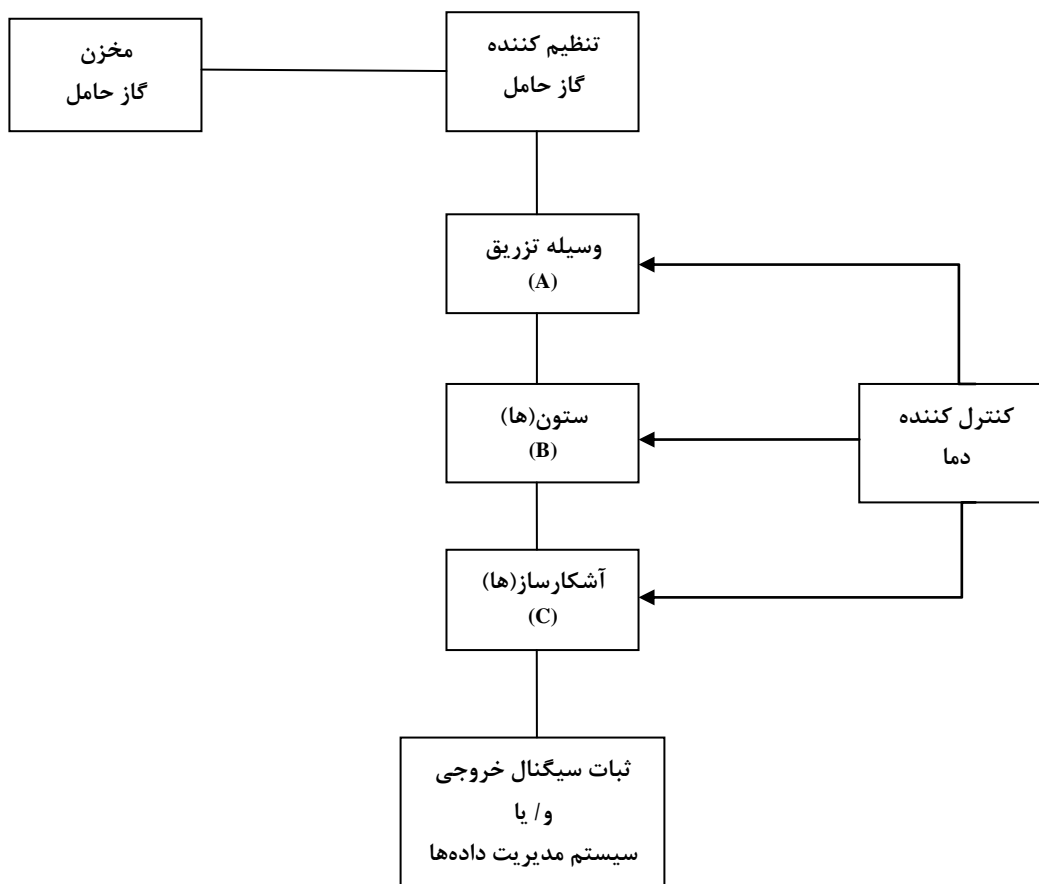 مخزن
گاز حامل
تنظیم کننده
گاز حامل
وسیله تزریق
(A)
ستون(ها)
(B)
کنترل کننده
دما
آشکارساز(ها)
(C)
ثبات سیگنال خروجی
و/ یا
سیستم مدیریت داده‌ها